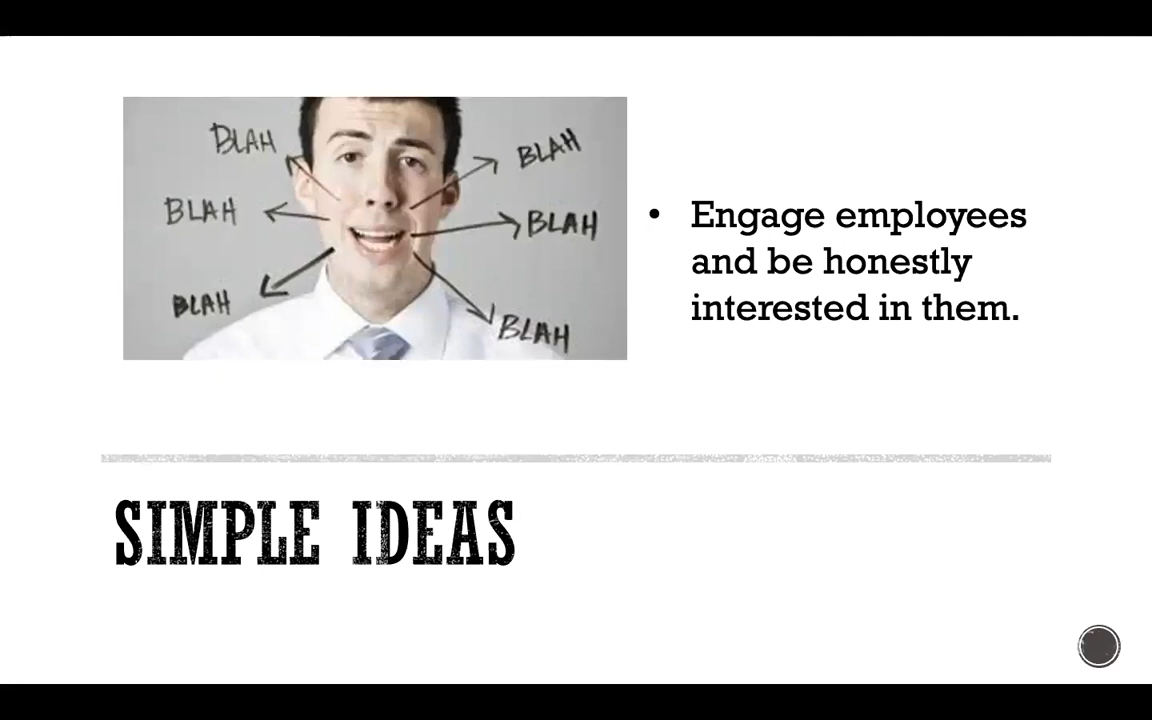 BLAH
BLAH
BLAH
BLAH
BLAH
BLAH
• Engage employees
and be honestly
interested in them.
SIMPLE IDEAS